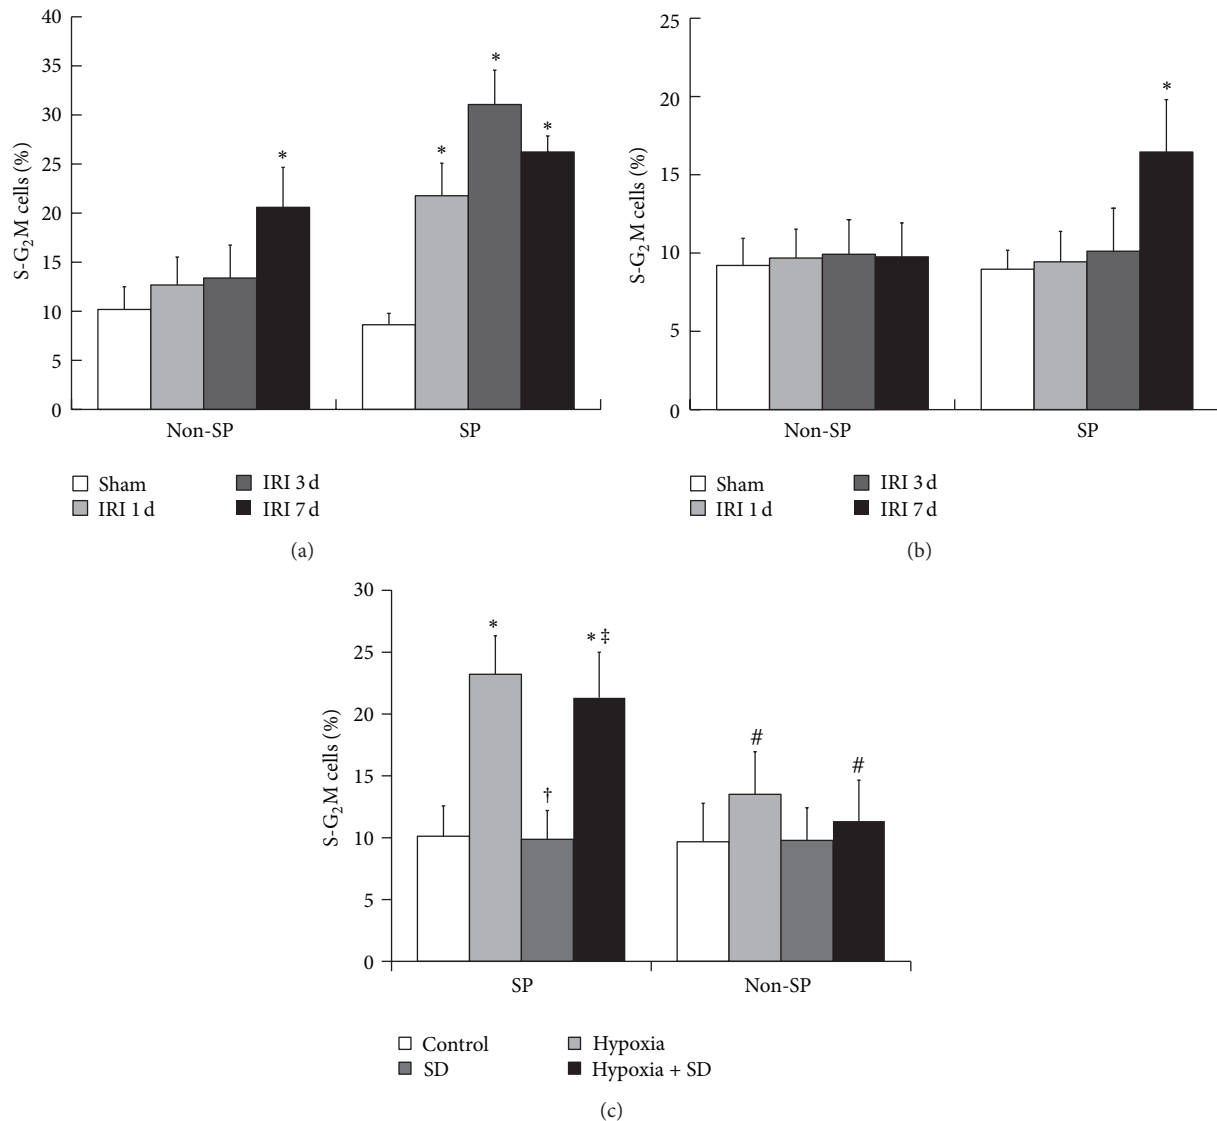 40
35
30
25
20
15
10
5
0
S-G2M cells (%)
*
*
*
*
Non-SP
SP
Sham
IRI 3 d
IRI 1 d
IRI 7 d
(a)
25
20
15
10
5
0
S-G2M cells (%)
*
Non-SP
SP
Sham
IRI 3 d
IRI 1 d
IRI 7 d
(b)
30
25
20
15
10
5
0
S-G2M cells (%)
*
†
*‡
#
#
SP
Non-SP
Control
Hypoxia
SD
Hypoxia + SD
(c)